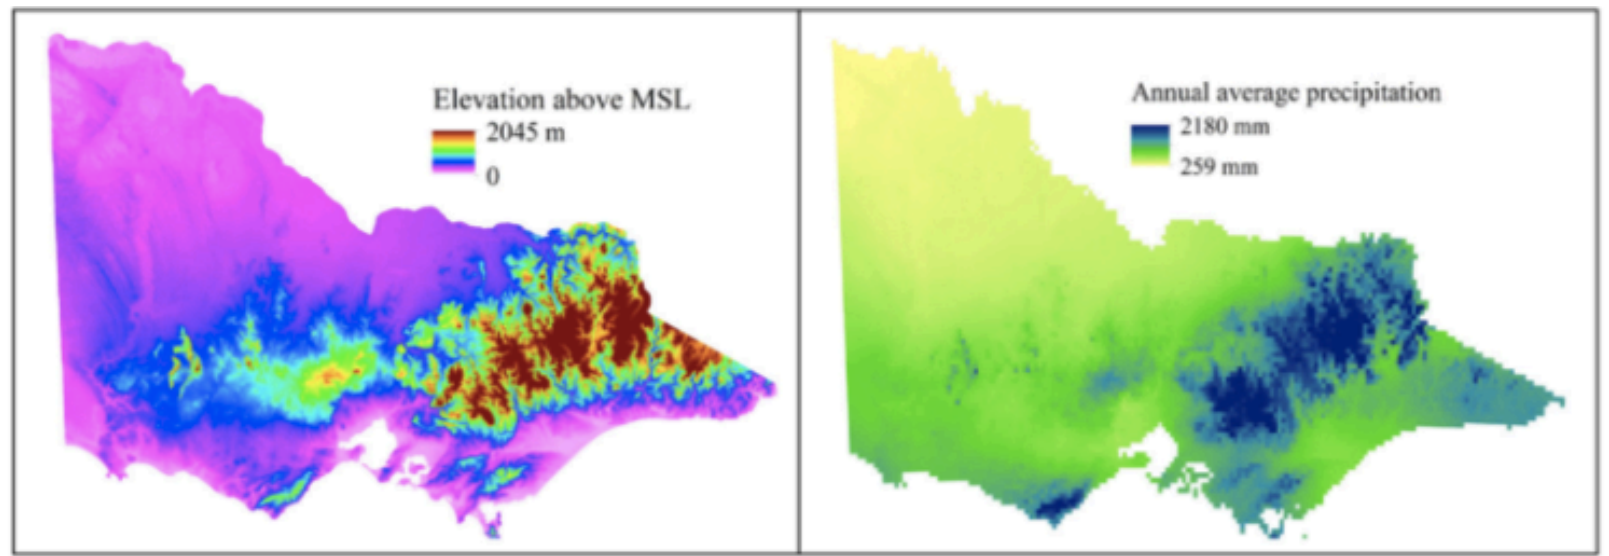 Elevation above MSL
2045 m
0
Annual average precipitation
2180 mm
259 mm